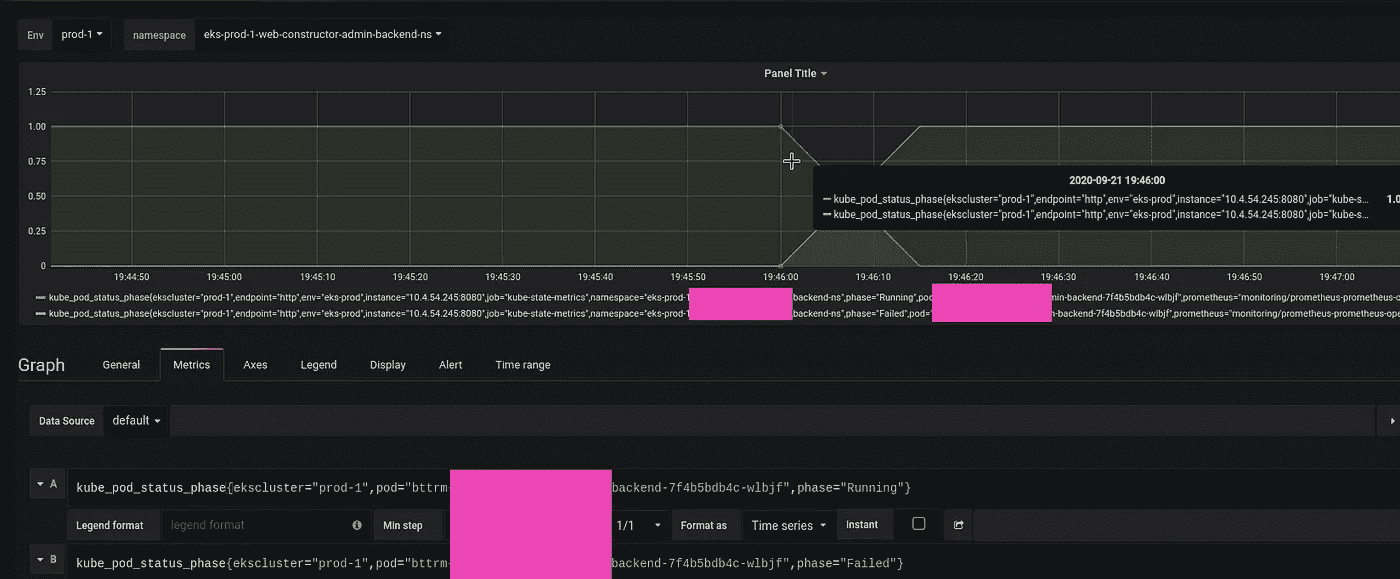 Env prod-1 namespace eks-prod-1-web-constructor-admin-backend-ns
Panel Title
1.25
1.00
0.75
0.50
0.25
0
2020-09-21 19:46:00
kube_pod_status_phase{ekscluster="prod-1",endpoint="http",env="eks-prod",instance="10.4.54.245:8080",job="kube-s... 1.0
kube_pod_status_phase{ekscluster="prod-1",endpoint="http",env="eks-prod",instance="10.4.54.245:8080",job="kube-s...
19:44:50 19:45:00 19:45:10 19:45:20 19:45:30 19:45:40 19:45:50 19:46:00 19:46:10 19:46:20 19:46:30 19:46:40 19:46:50 19:47:00
kube_pod_status_phase{ekscluster="prod-1",endpoint="http",env="eks-prod",instance="10.4.54.245:8080",job="kube-state-metrics",namespace="eks-prod-1 backend-ns",phase="Running",pod min-backend-7f4b5bdb4c-wlbjf",prometheus="monitoring/prometheus-prometheus-o
kube_pod_status_phase{ekscluster="prod-1",endpoint="http",env="eks-prod",instance="10.4.54.245:8080",job="kube-state-metrics",namespace="eks-prod-1 backend-ns",phase="Failed",pod=" n-backend-7f4b5bdb4c-wlbjf",prometheus="monitoring/prometheus-prometheus-ope
Graph General Metrics Axes Legend Display Alert Time range
Data Source default
A kube_pod_status_phase{ekscluster="prod-1",pod="bttrm- backend-7f4b5bdb4c-wlbjf",phase="Running"}
Legend format legend format Min step 1/1 Format as Time series Instant
B kube_pod_status_phase{ekscluster="prod-1",pod="bttrm- backend-7f4b5bdb4c-wlbjf",phase="Failed"}